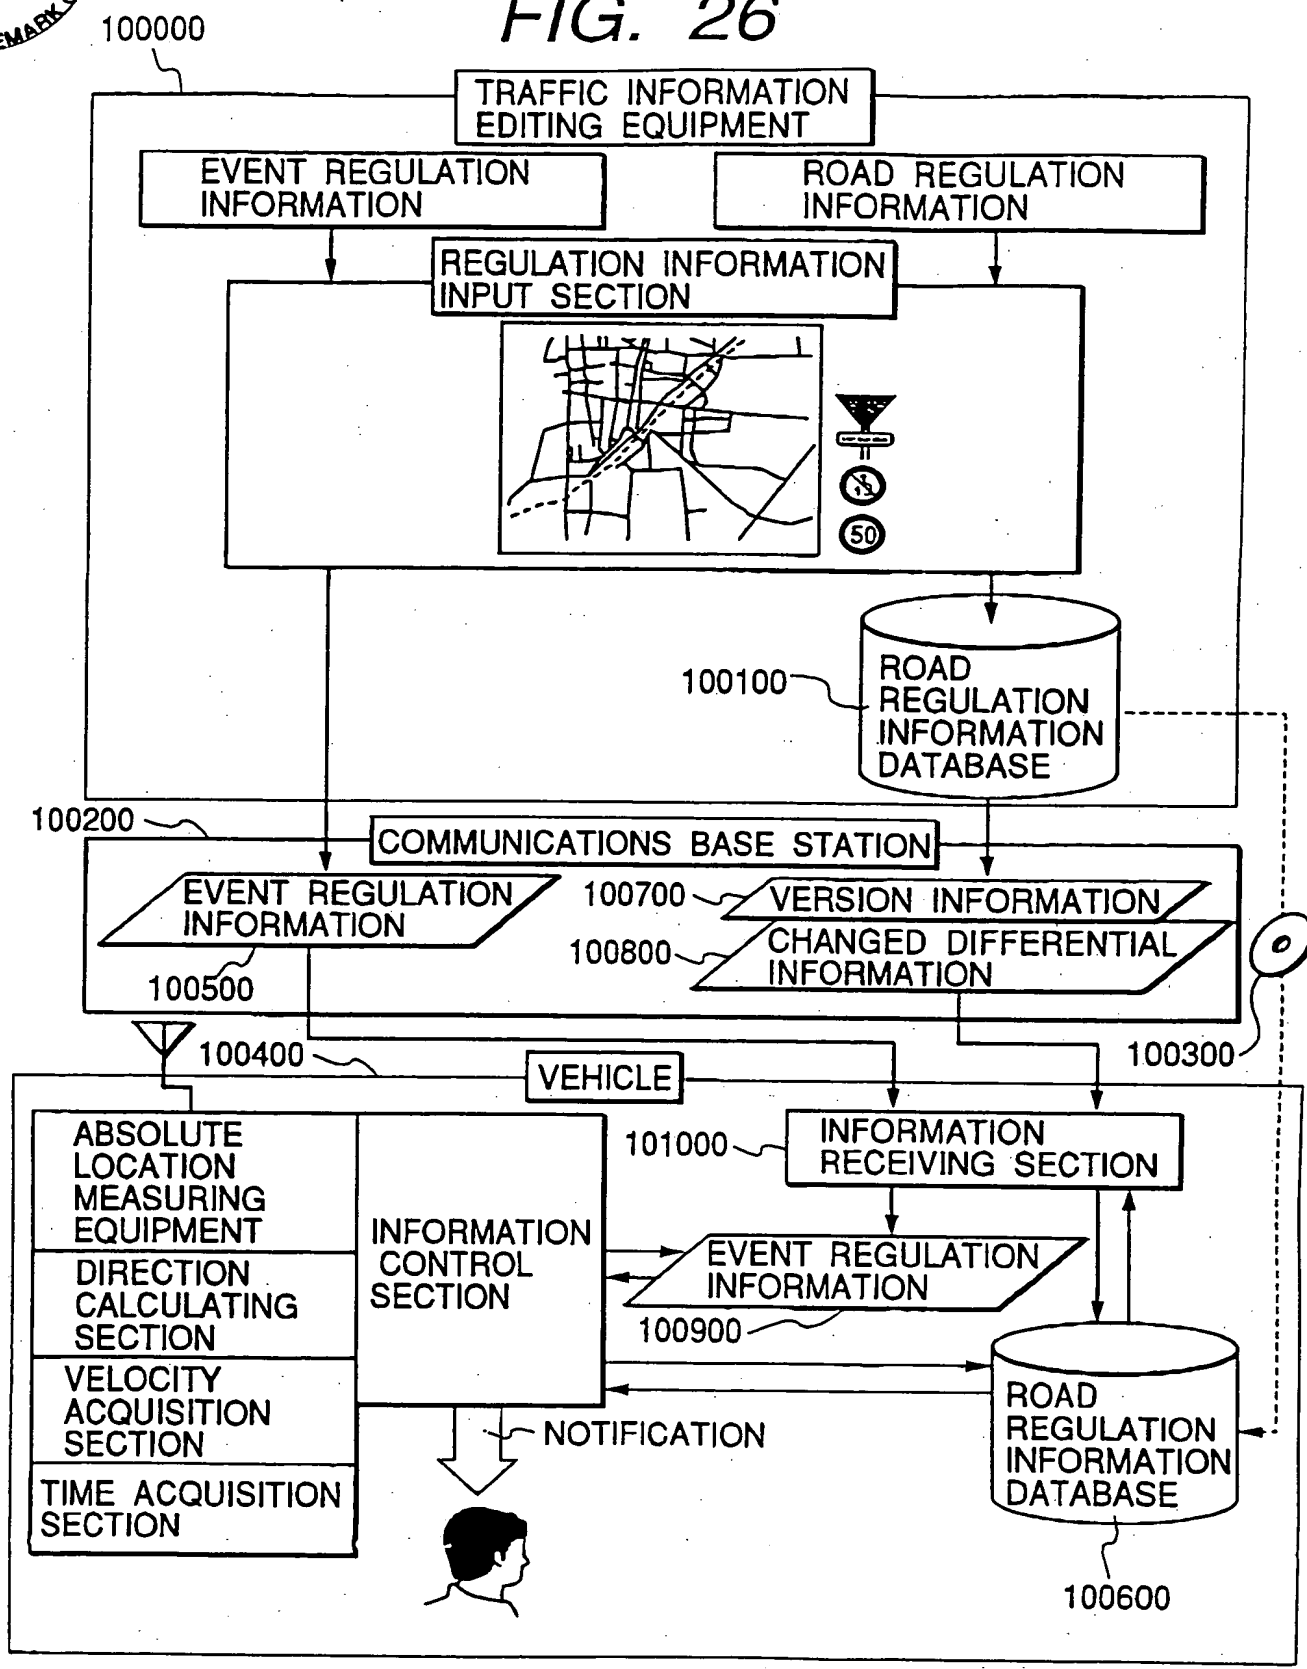 EMARK
FIG. 26
100000
TRAFFIC INFORMATION
EDITING EQUIPMENT
EVENT REGULATION
INFORMATION
ROAD REGULATION
INFORMATION
REGULATION INFORMATION
INPUT SECTION
50
100100
ROAD
REGULATION
INFORMATION
DATABASE
100200
COMMUNICATIONS BASE STATION
EVENT REGULATION
INFORMATION
100500
100700
VERSION INFORMATION
100800
CHANGED DIFFERENTIAL
INFORMATION
100300
100400
VEHICLE
ABSOLUTE
LOCATION
MEASURING
EQUIPMENT
DIRECTION
CALCULATING
SECTION
VELOCITY
ACQUISITION
SECTION
TIME ACQUISITION
SECTION
INFORMATION
CONTROL
SECTION
101000
INFORMATION
RECEIVING SECTION
EVENT REGULATION
INFORMATION
100900
NOTIFICATION
ROAD
REGULATION
INFORMATION
DATABASE
100600